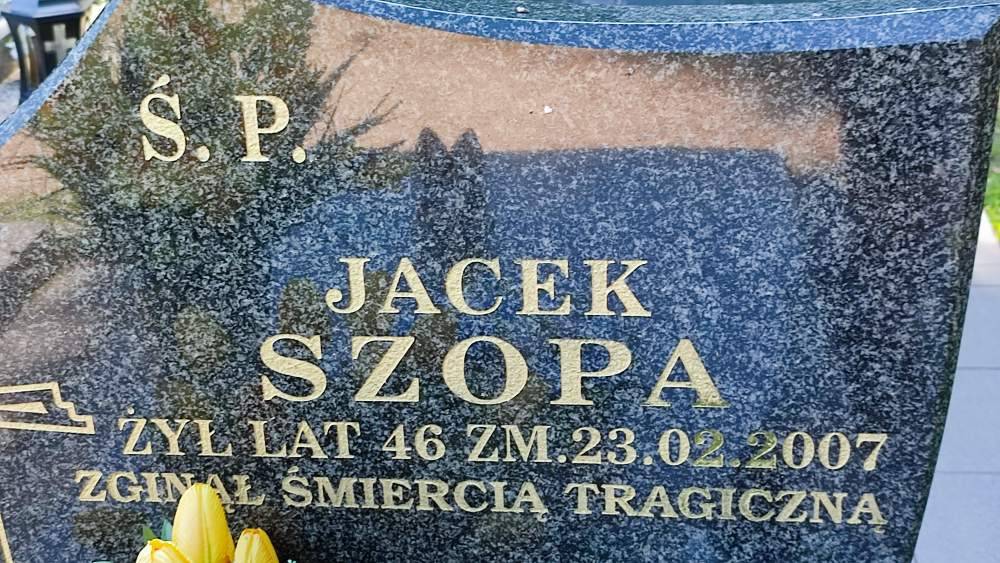 Ś. P.
JACEK
SZOPA
ŻYŁ LAT 46 ZM.23.02.2007
ZGINĄŁ ŚMIERCIĄ TRAGICZNĄ